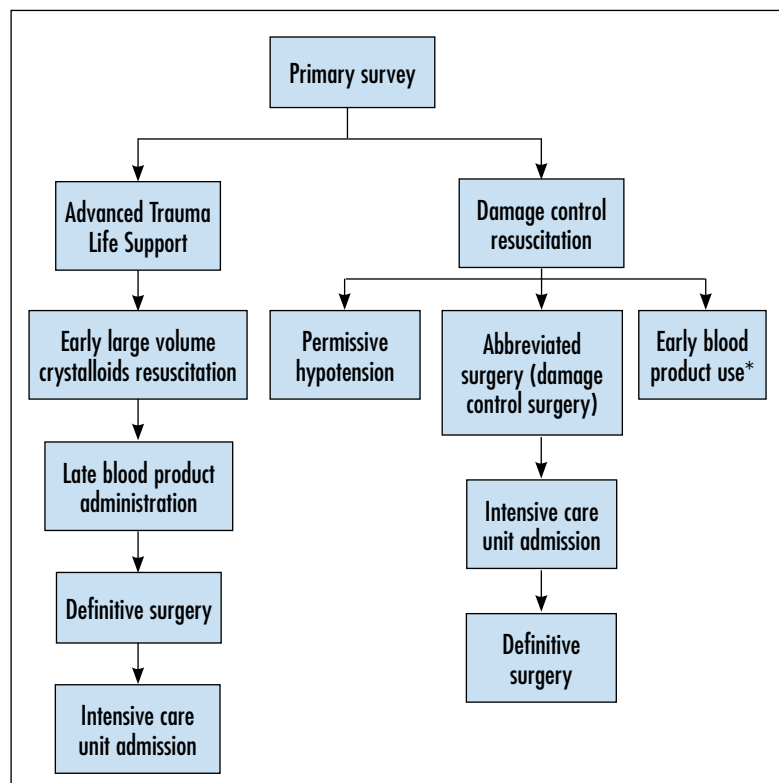 Primary survey
Advanced Trauma
Life Support
Damage control
resuscitation
Early large volume
crystalloids resuscitation
Permissive
hypotension
Abbreviated
surgery (damage
control surgery)
Early blood
product use*
Late blood product
administration
Intensive care
unit admission
Definitive surgery
Definitive
surgery
Intensive care
unit admission